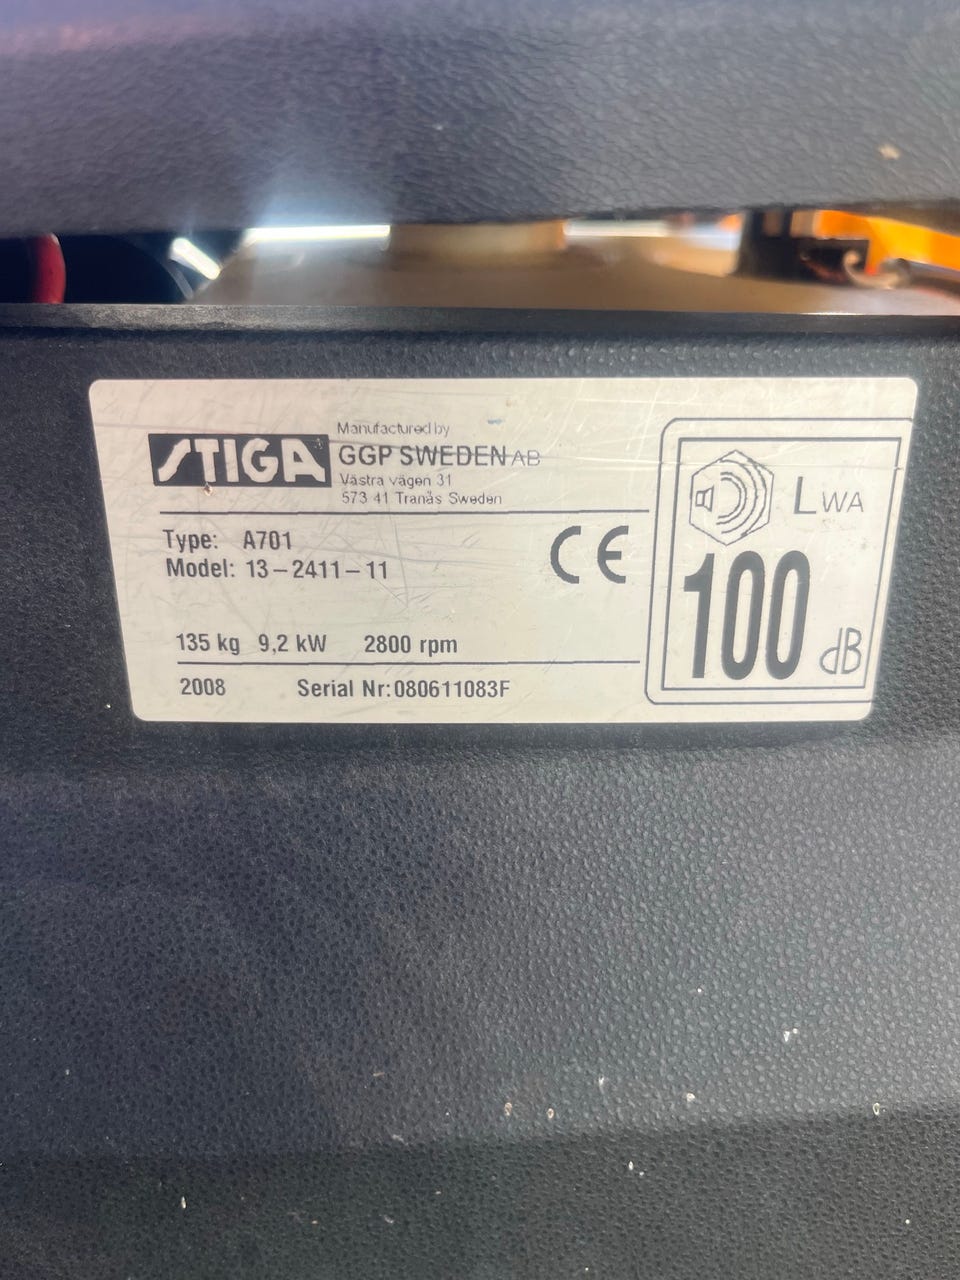 STIGA
Manufactured by
GGP SWEDEN AB
Västra vägen 31
573 41 Tranås Sweden
Type: A701
Model: 13-2411-11
CE
135 kg 9,2 kW 2800 rpm
2008 Serial Nr:080611083F
LWA
100 dB